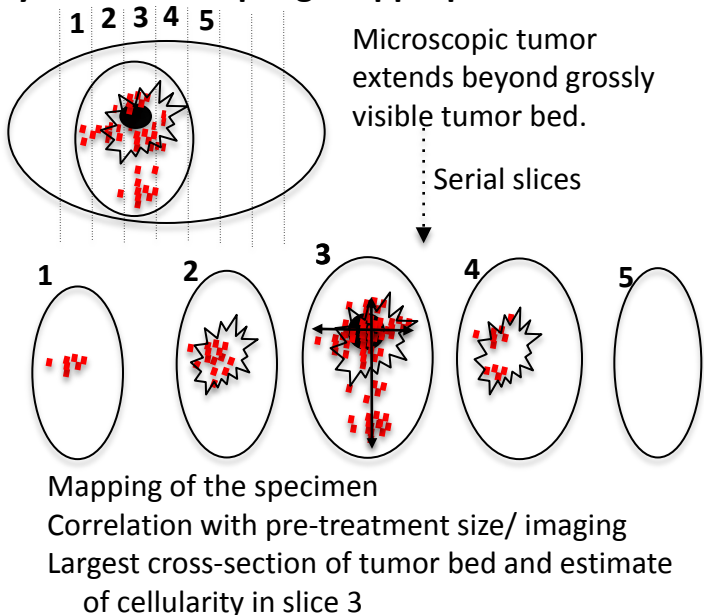 1 2 3 4 5
Microscopic tumor
extends beyond grossly
visible tumor bed.
Serial slices
1 2 3 4 5
Mapping of the specimen
Correlation with pre-treatment size/ imaging
Largest cross-section of tumor bed and estimate
of cellularity in slice 3